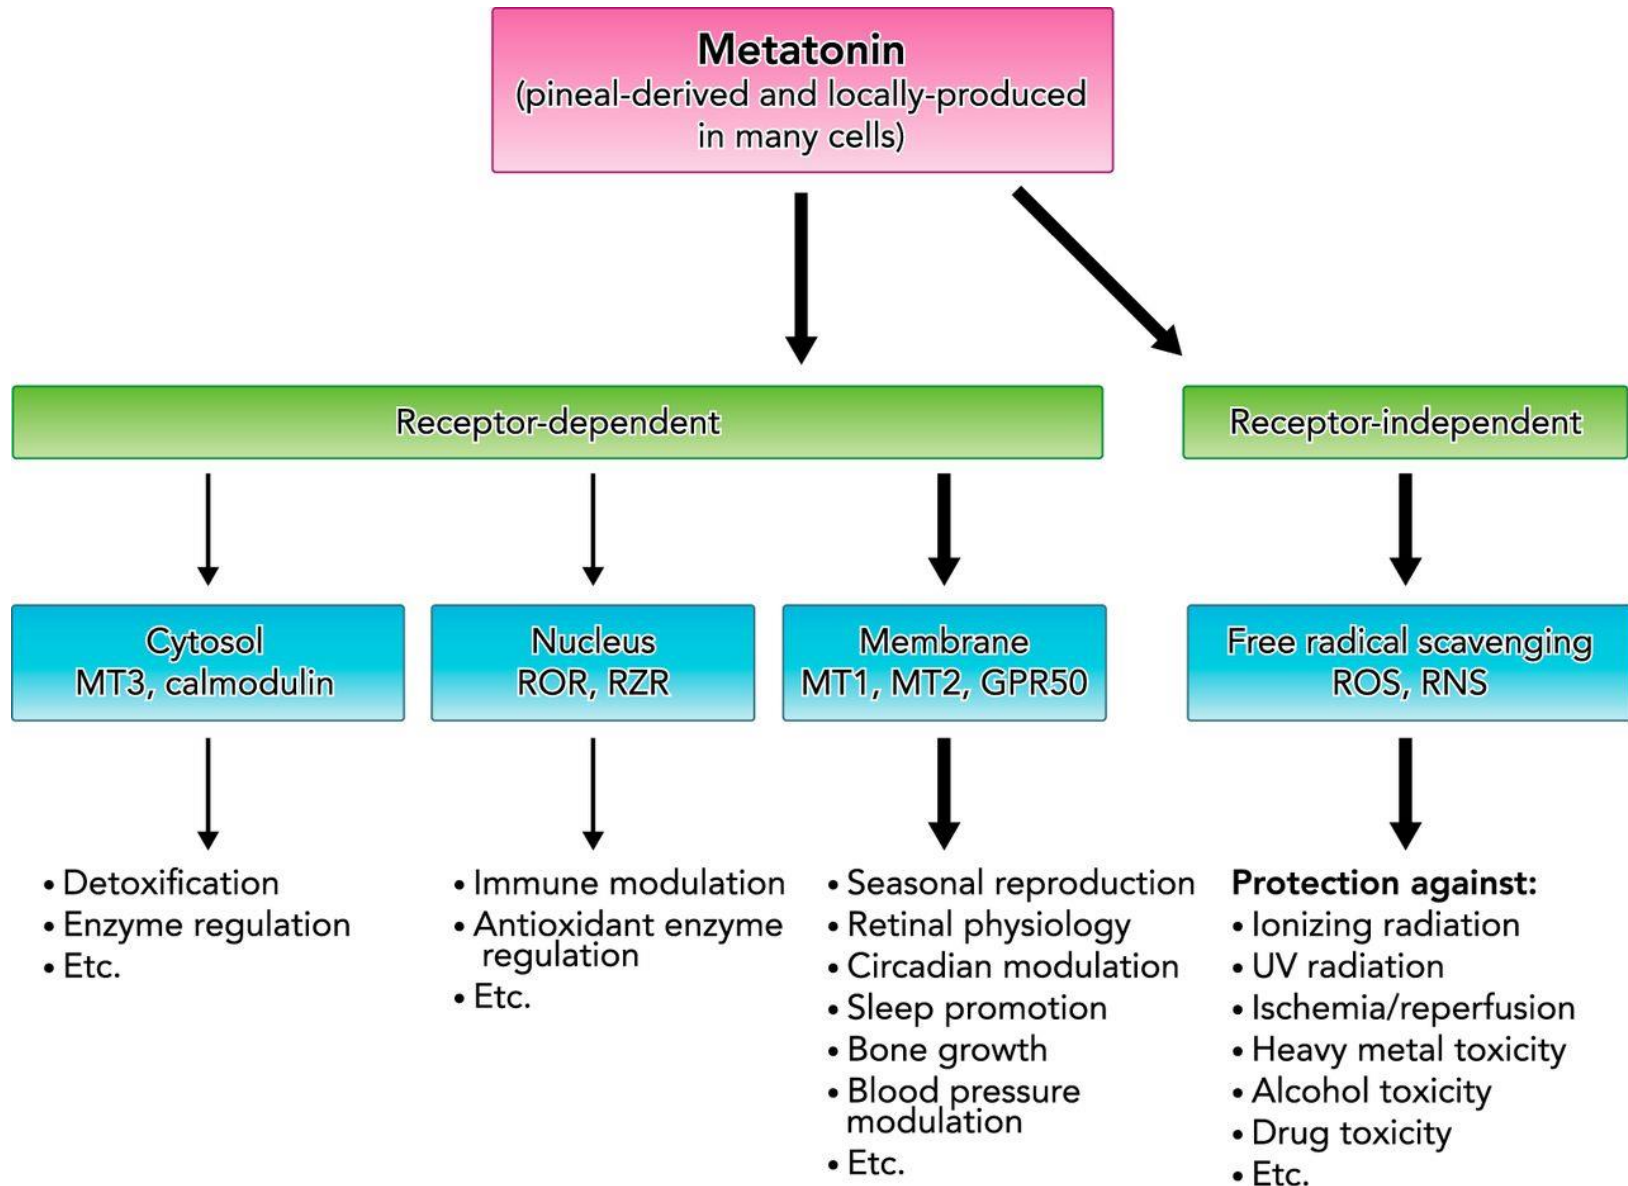 Metatonin
(pineal-derived and locally-produced
in many cells)
Receptor-dependent
Receptor-independent
Cytosol
MT3, calmodulin
Nucleus
ROR, RZR
Membrane
MT1, MT2, GPR50
Free radical scavenging
ROS, RNS
• Detoxification
• Enzyme regulation
• Etc.
• Immune modulation
• Antioxidant enzyme
regulation
• Etc.
• Seasonal reproduction
• Retinal physiology
• Circadian modulation
• Sleep promotion
• Bone growth
• Blood pressure
modulation
• Etc.
Protection against:
• Ionizing radiation
• UV radiation
• Ischemia/reperfusion
• Heavy metal toxicity
• Alcohol toxicity
• Drug toxicity
• Etc.